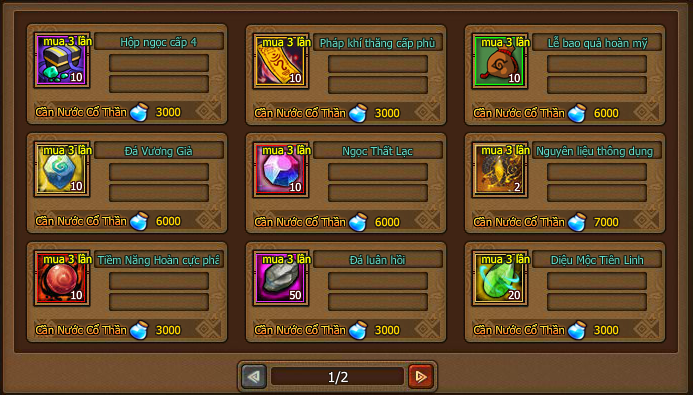 mua 3 lần
Hộp ngọc cấp 4
10
Cần Nước Cổ Thần 3000
mua 3 lần
Pháp khí thăng cấp phù
10
Cần Nước Cổ Thần 3000
mua 3 lần
Lễ bao quà hoàn mỹ
10
Cần Nước Cổ Thần 6000
mua 3 lần
Đá Vương Giả
10
Cần Nước Cổ Thần 6000
mua 3 lần
Ngọc Thất Lạc
10
Cần Nước Cổ Thần 6000
mua 3 lần
Nguyên liệu thông dụng
2
Cần Nước Cổ Thần 7000
mua 3 lần
Tiềm Năng Hoàn cực phẩ
10
Cần Nước Cổ Thần 3000
mua 3 lần
Đá luân hồi
50
Cần Nước Cổ Thần 3000
mua 3 lần
Diệu Mộc Tiên Linh
20
Cần Nước Cổ Thần 3000
1/2